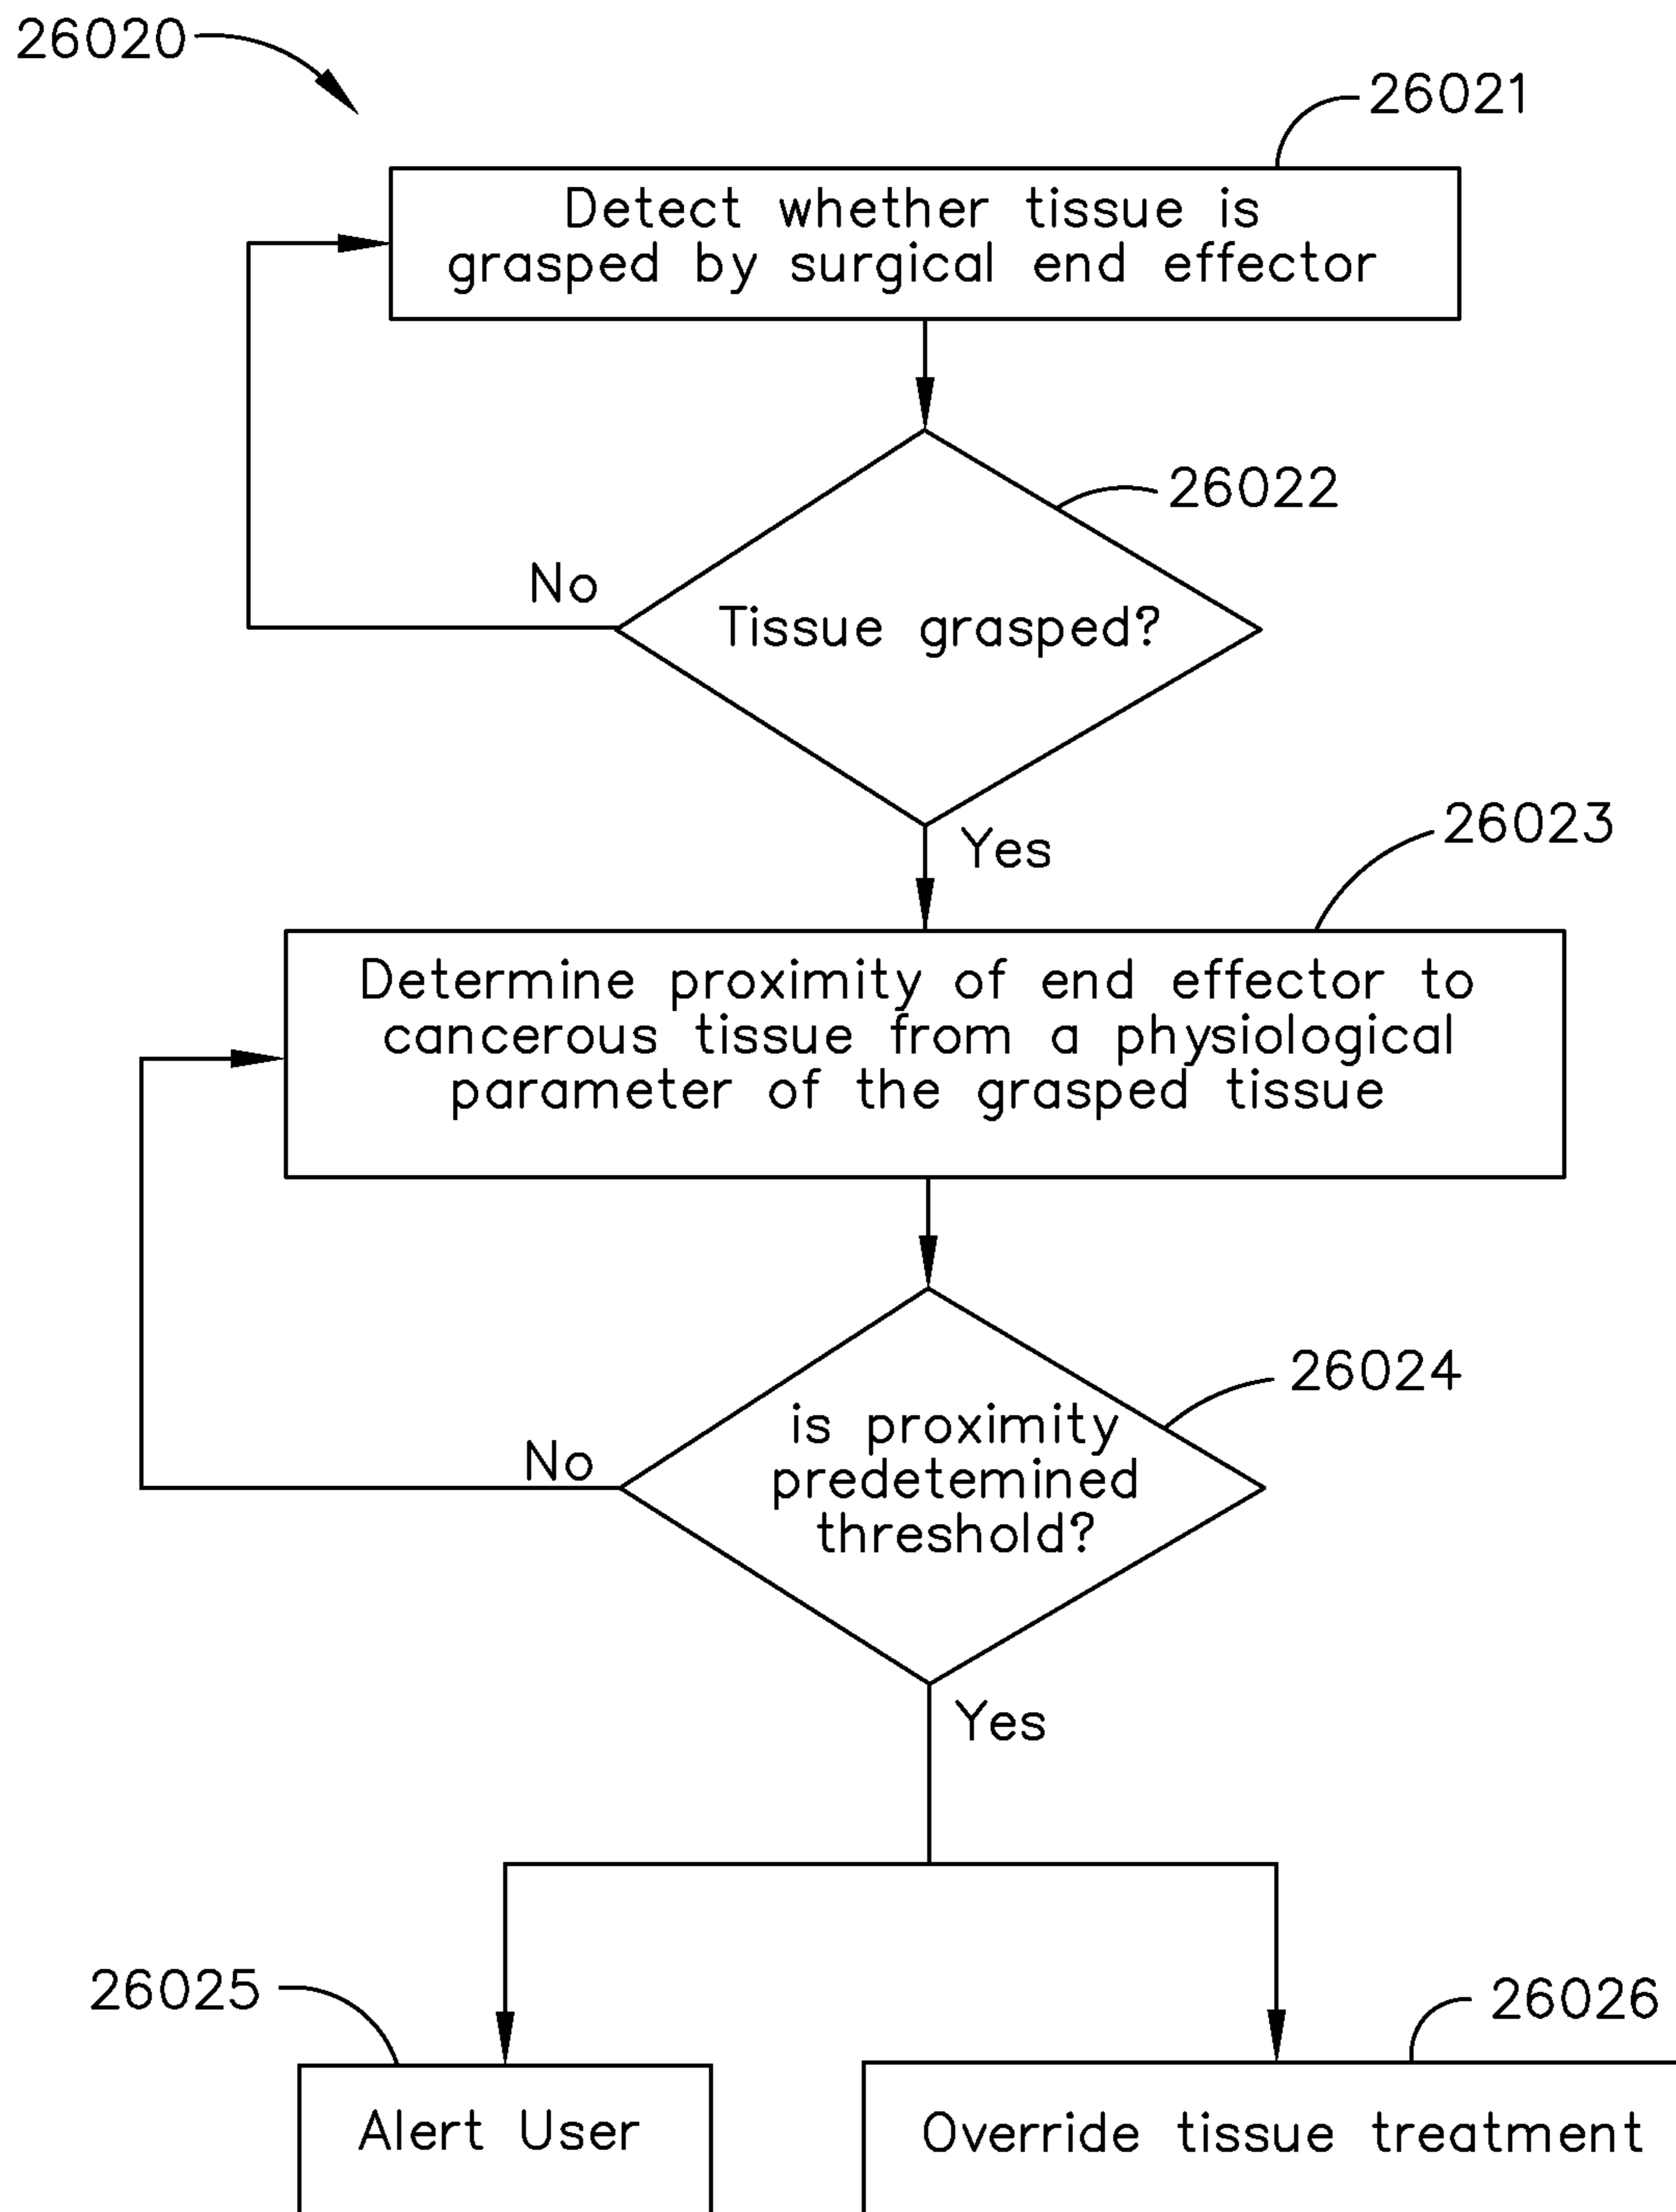 26020
26021
Detect whether tissue is
grasped by surgical end effector
26022
No
Tissue grasped?
Yes
26023
Determine proximity of end effector to
cancerous tissue from a physiological
parameter of the grasped tissue
26024
is proximity
predetemined
threshold?
No
Yes
26025
26026
Alert User
Override tissue treatment